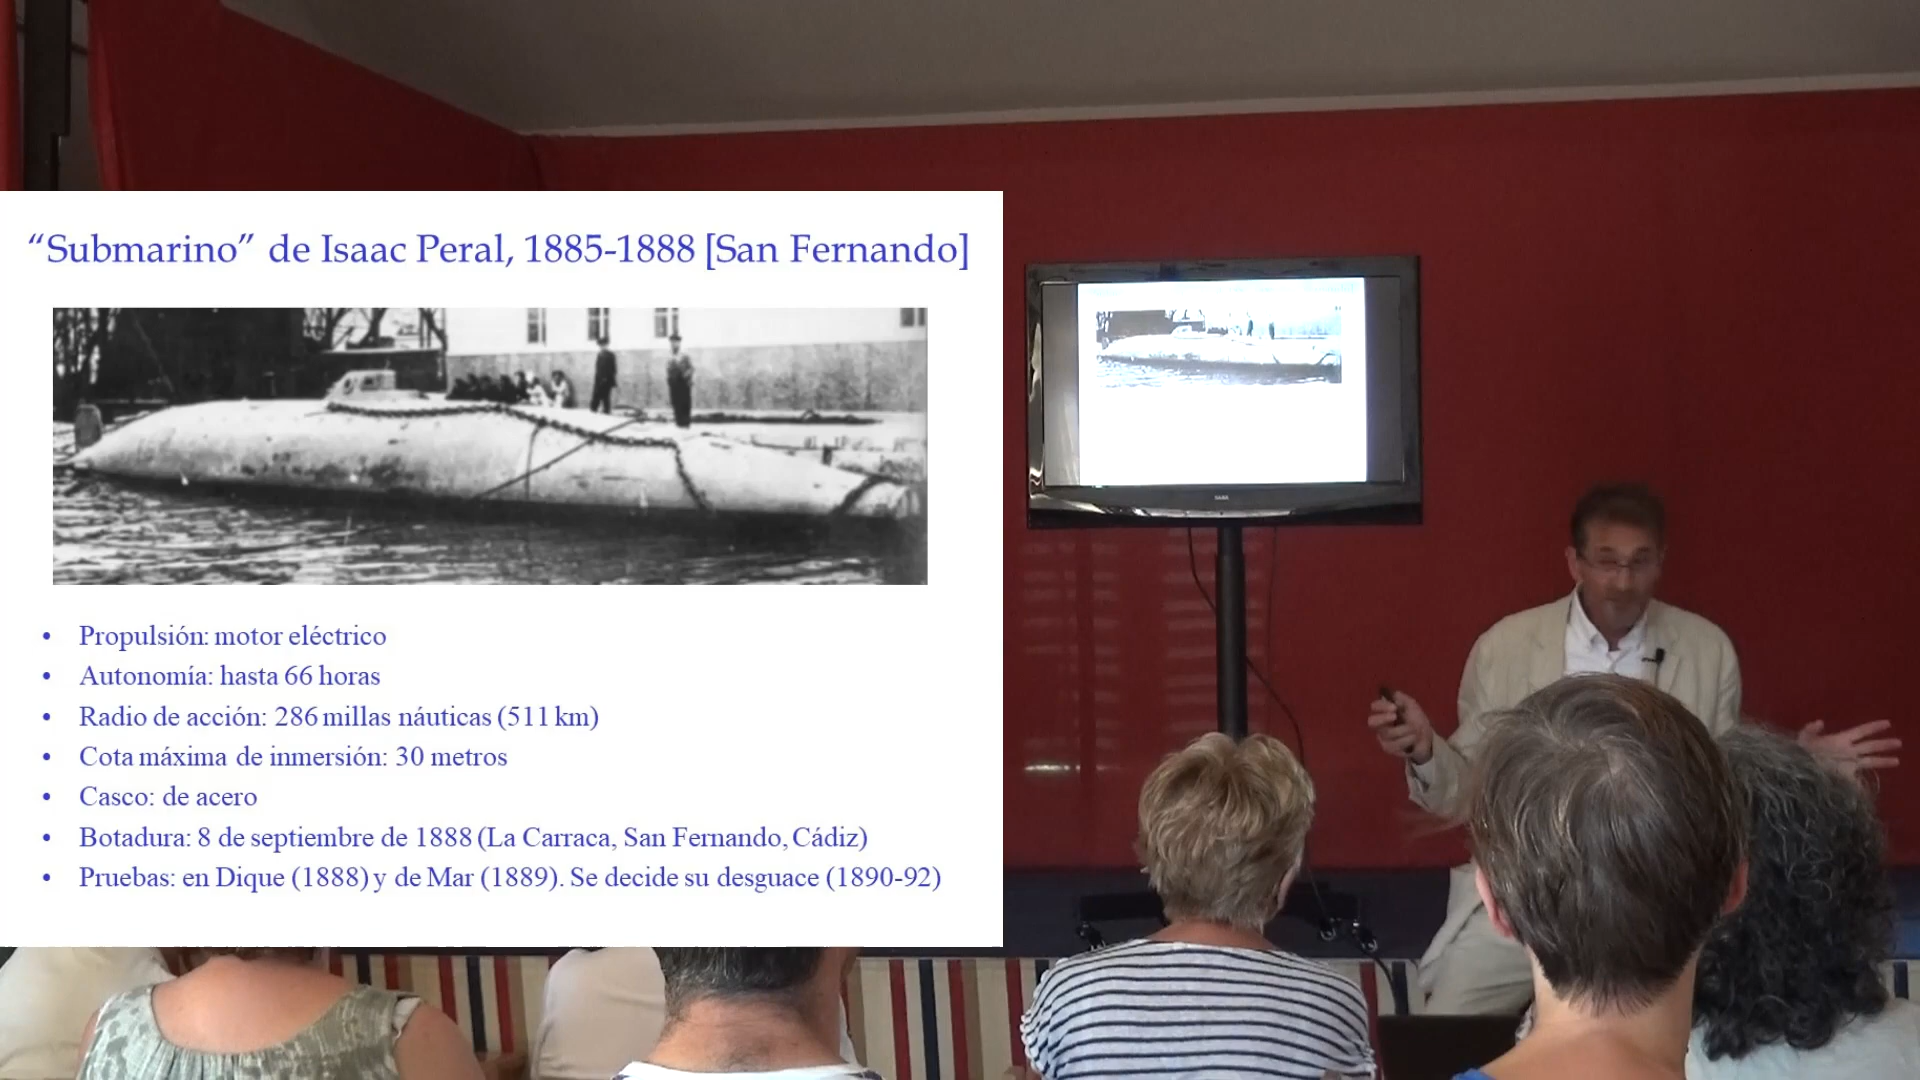 “Submarino” de Isaac Peral, 1885-1888 [San Fernando]
• Propulsión: motor eléctrico
• Autonomía: hasta 66 horas
• Radio de acción: 286 millas náuticas (511 km)
• Cota máxima de inmersión: 30 metros
• Casco: de acero
• Botadura: 8 de septiembre de 1888 (La Carraca, San Fernando, Cádiz)
• Pruebas: en Dique (1888) y de Mar (1889). Se decide su desguace (1890-92)